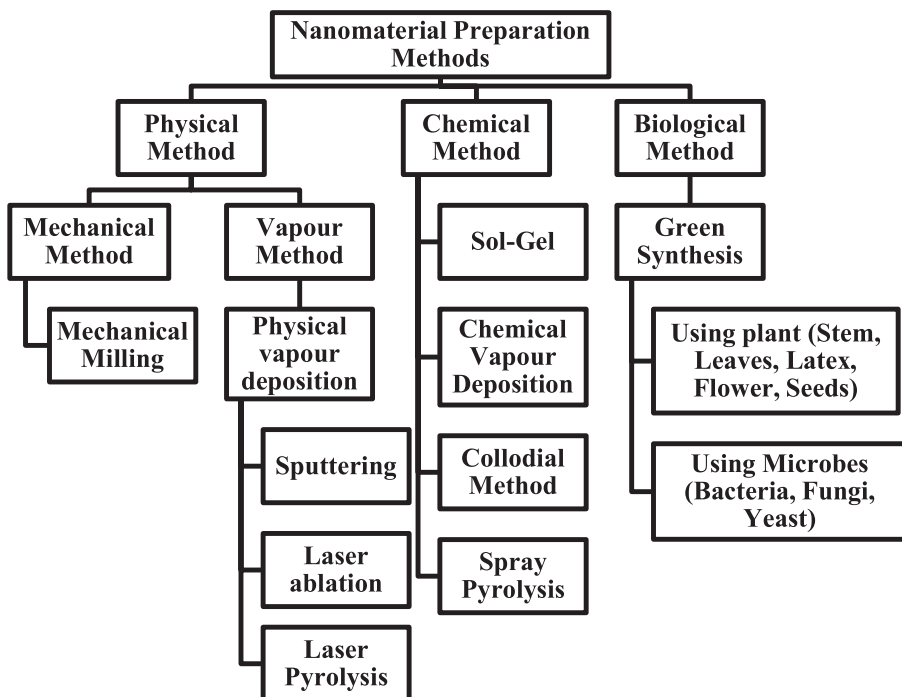 Nanomaterial Preparation
Methods
Physical
Method
Chemical
Method
Biological
Method
Mechanical
Method
Vapour
Method
Sol-Gel
Green
Synthesis
Mechanical
Milling
Physical
vapour
deposition
Chemical
Vapour
Deposition
Using plant (Stem,
Leaves, Latex,
Flower, Seeds)
Sputtering
Collodial
Method
Using Microbes
(Bacteria, Fungi,
Yeast)
Laser
ablation
Spray
Pyrolysis
Laser
Pyrolysis